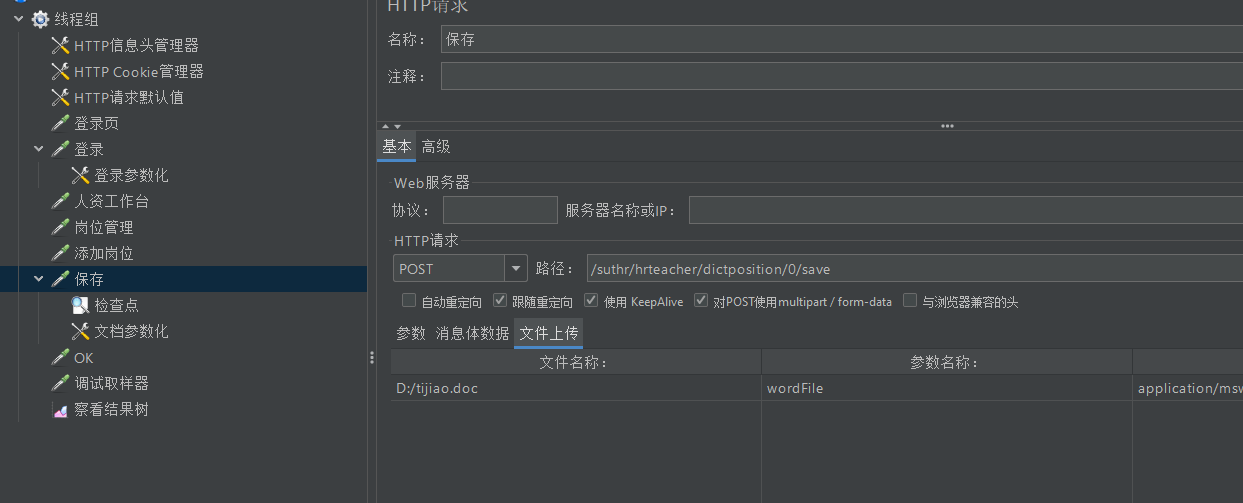 线程组
HTTP信息头管理器
HTTP Cookie管理器
HTTP请求默认值
登录页
登录
登录参数化
人资工作台
岗位管理
添加岗位
保存
检查点
文档参数化
OK
调试取样器
察看结果树
HTTP请求
名称： 保存
注释：
基本 高级
Web服务器
协议： 服务器名称或IP：
HTTP请求
POST 路径： /suthr/hrteacher/dictposition/0/save
自动重定向 跟随重定向 使用 KeepAlive 对POST使用multipart / form-data 与浏览器兼容的头
参数 消息体数据 文件上传
文件名称： 参数名称：
D:/tijiao.doc wordFile application/msw